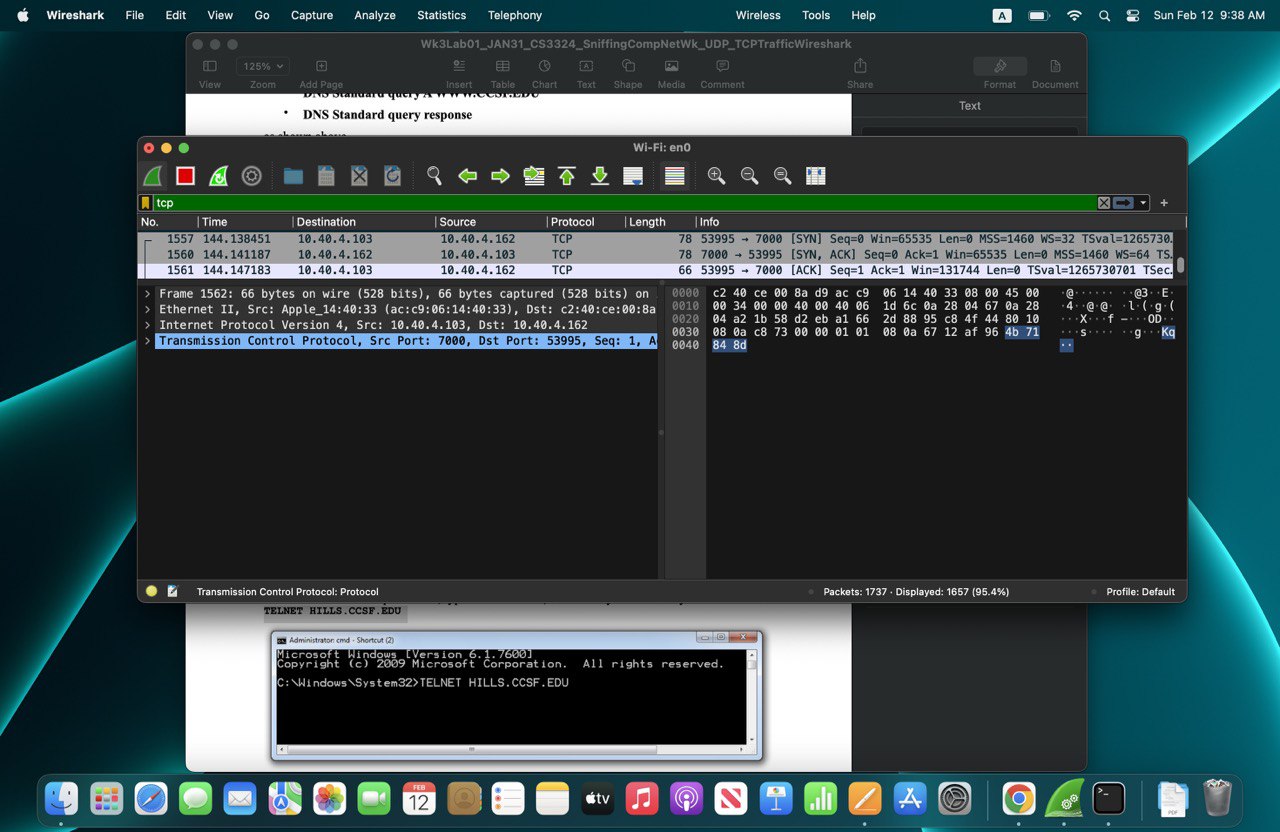 Wireshark File Edit View Go Capture Analyze Statistics Telephony Wireless Tools Help A Sun Feb 12 9:38 AM
Wk3Lab01_JAN31_CS3324_SniffingCompNetWk_UDP_TCPTrafficWireshark
125%
View Zoom Add Page Insert Table Chart Text Shape Media Comment Share Format Document
DNS Standard query A WWW.CCSF.EDU
Text
• DNS Standard query response
as shown above
Wi-Fi: en0
tcp
No. Time Destination Source Protocol Length Info
1557 144.138451 10.40.4.103 10.40.4.162 TCP 78 53995 → 7000 [SYN] Seq=0 Win=65535 Len=0 MSS=1460 WS=32 TSval=1265730…
1560 144.141187 10.40.4.162 10.40.4.103 TCP 78 7000 → 53995 [SYN, ACK] Seq=0 Ack=1 Win=65535 Len=0 MSS=1460 WS=64 TS…
1561 144.147183 10.40.4.103 10.40.4.162 TCP 66 53995 → 7000 [ACK] Seq=1 Ack=1 Win=131744 Len=0 TSval=1265730701 TSec…
Frame 1562: 66 bytes on wire (528 bits), 66 bytes captured (528 bits) on
Ethernet II, Src: Apple_14:40:33 (ac:c9:06:14:40:33), Dst: c2:40:ce:00:8a
Internet Protocol Version 4, Src: 10.40.4.103, Dst: 10.40.4.162
Transmission Control Protocol, Src Port: 7000, Dst Port: 53995, Seq: 1, A
0000 c2 40 ce 00 8a d9 ac c9 06 14 40 33 08 00 45 00 ·@······ ··@3··E·
0010 00 34 00 00 40 00 40 06 1d 6c 0a 28 04 67 0a 28 ·4··@·@· ·l·(·g·(
0020 04 a2 1b 58 d2 eb a1 66 2d 88 95 c8 4f 44 80 10 ···X···f -···OD··
0030 08 0a c8 73 00 00 01 01 08 0a 67 12 af 96 4b 71 ···s···· ··g···Kq
0040 84 8d ··
Transmission Control Protocol: Protocol Packets: 1737 · Displayed: 1657 (95.4%) Profile: Default
TELNET HILLS.CCSF.EDU
Administrator: cmd - Shortcut (2)
Microsoft Windows [Version 6.1.7600]
Copyright (c) 2009 Microsoft Corporation. All rights reserved.
C:\Windows\System32>TELNET HILLS.CCSF.EDU
FEB
12
tv
PDF